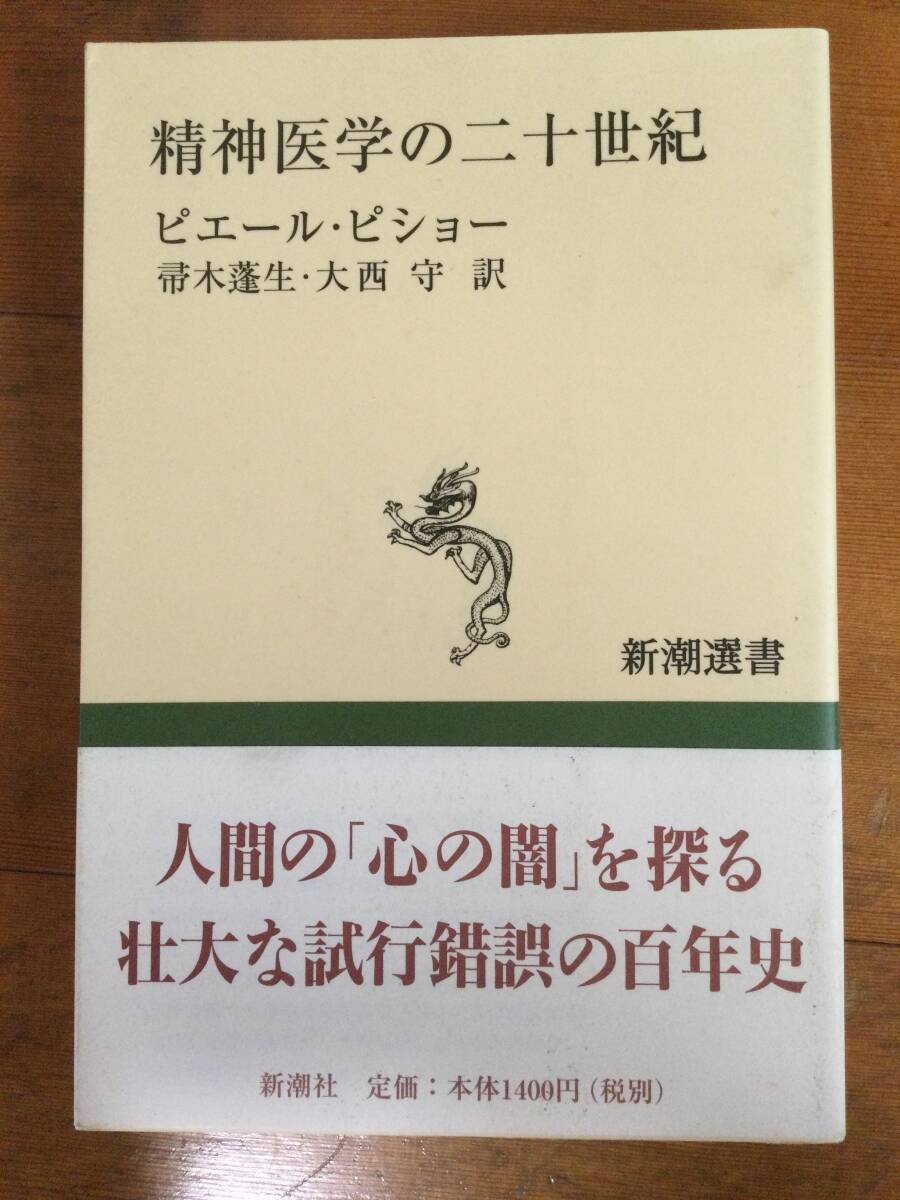 精神医学の二十世紀
ピエール・ピショー
帚木蓬生・大西 守 訳
新潮選書
人間の「心の闇」を探る
壮大な試行錯誤の百年史
新潮社 定価:本体1400円(税別)